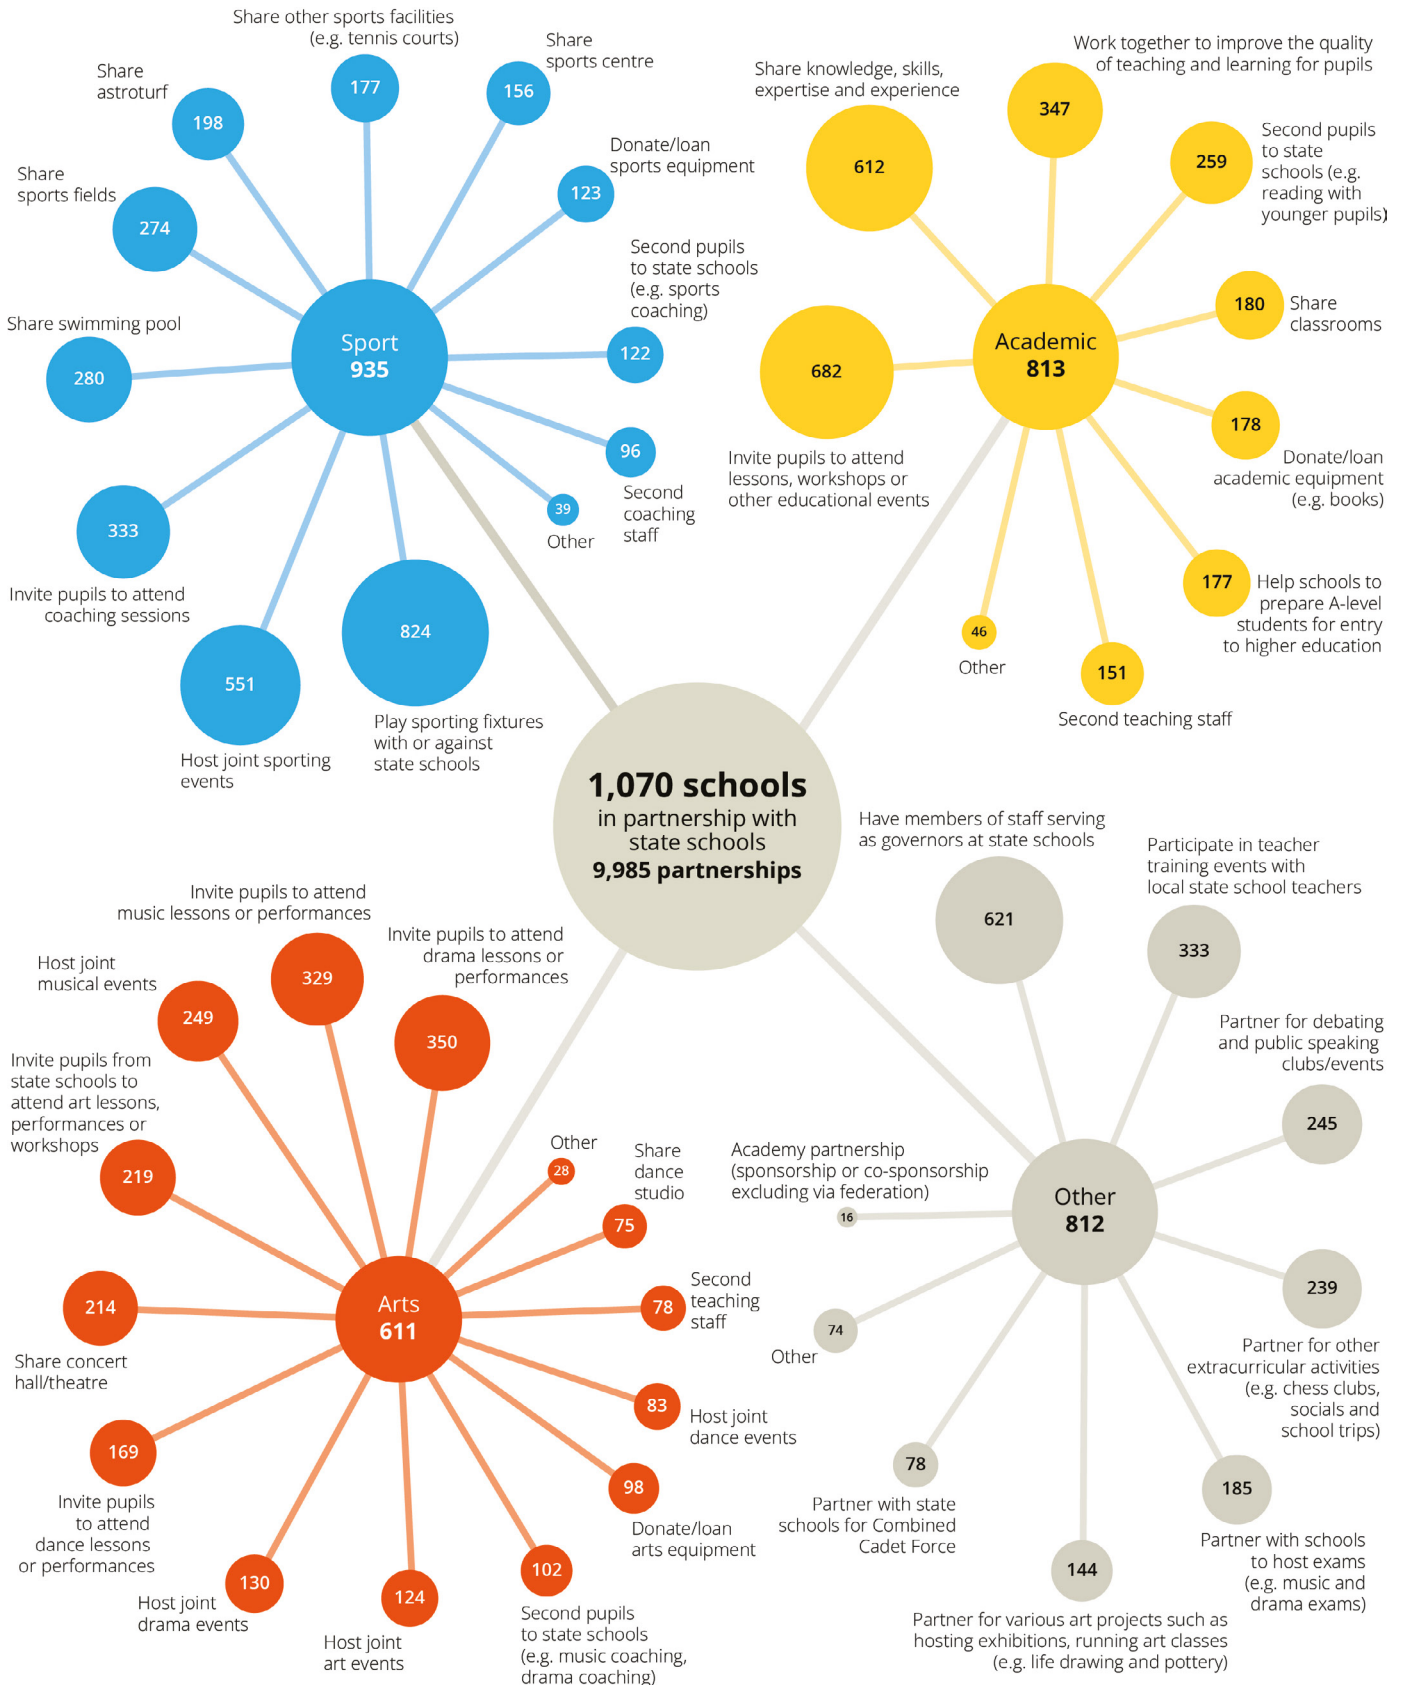 Share other sports facilities
(e.g. tennis courts)
177
Share
sports centre
156
Share
astroturf
198
Donate/loan
sports equipment
123
Share
sports fields
274
Second pupils
to state schools
(e.g. sports
coaching)
122
Share swimming pool
280
Sport
935
96
Second
coaching
staff
39
Other
333
Invite pupils to attend
coaching sessions
551
Host joint sporting
events
824
Play sporting fixtures
with or against
state schools
Share knowledge, skills,
expertise and experience
612
Work together to improve the quality
of teaching and learning for pupils
347
Second pupils
to state
schools (e.g.
reading with
younger pupils)
259
180
Share
classrooms
Academic
813
682
Invite pupils to attend
lessons, workshops or
other educational events
178
Donate/loan
academic equipment
(e.g. books)
177
Help schools to
prepare A-level
students for entry
to higher education
46
Other
151
Second teaching staff
1,070 schools
in partnership with
state schools
9,985 partnerships
Invite pupils to attend
music lessons or performances
329
Invite pupils to attend
drama lessons or
performances
350
Host joint
musical events
249
Invite pupils from
state schools to
attend art lessons,
performances or
workshops
219
Other
28
Share
dance
studio
75
Second
teaching
staff
78
Arts
611
214
Share concert
hall/theatre
83
Host joint
dance events
169
Invite pupils
to attend
dance lessons
or performances
98
Donate/loan
arts equipment
130
Host joint
drama events
124
Host joint
art events
102
Second pupils
to state schools
(e.g. music coaching,
drama coaching)
Have members of staff serving
as governors at state schools
621
Participate in teacher
training events with
local state school teachers
333
Partner for debating
and public speaking
clubs/events
245
Academy partnership
(sponsorship or co-sponsorship
excluding via federation)
16
Other
812
239
Partner for other
extracurricular activities
(e.g. chess clubs,
socials and
school trips)
74
Other
78
Partner with state
schools for Combined
Cadet Force
185
Partner with schools
to host exams
(e.g. music and
drama exams)
144
Partner for various art projects such as
hosting exhibitions, running art classes
(e.g. life drawing and pottery)